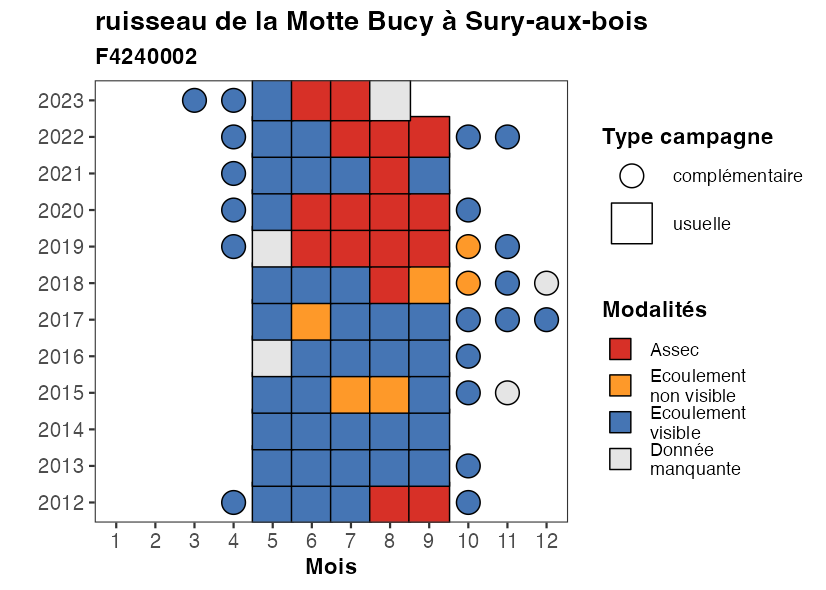 ruisseau de la Motte Bucy à Sury-aux-bois
F4240002
2023
2022
2021
2020
2019
2018
2017
2016
2015
2014
2013
2012
1 2 3 4 5 6 7 8 9 10 11 12
Mois
Type campagne
complémentaire
usuelle
Modalités
Assec
Ecoulement
non visible
Ecoulement
visible
Donnée
manquante